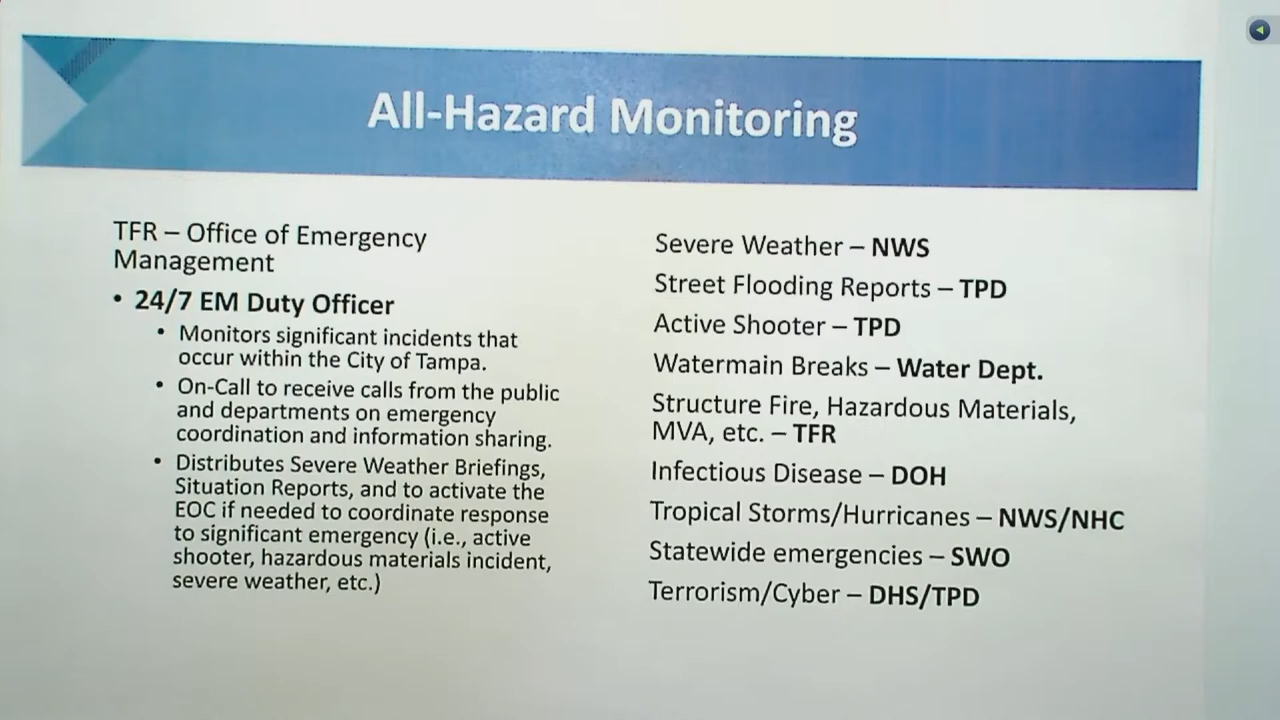 All-Hazard Monitoring
TFR – Office of Emergency
Management
• 24/7 EM Duty Officer
• Monitors significant incidents that
occur within the City of Tampa.
• On-Call to receive calls from the public
and departments on emergency
coordination and information sharing.
• Distributes Severe Weather Briefings,
Situation Reports, and to activate the
EOC if needed to coordinate response
to significant emergency (i.e., active
shooter, hazardous materials incident,
severe weather, etc.)
Severe Weather – NWS
Street Flooding Reports – TPD
Active Shooter – TPD
Watermain Breaks – Water Dept.
Structure Fire, Hazardous Materials,
MVA, etc. – TFR
Infectious Disease – DOH
Tropical Storms/Hurricanes – NWS/NHC
Statewide emergencies – SWO
Terrorism/Cyber – DHS/TPD